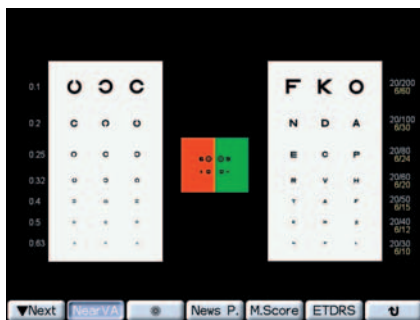 0.1 F K O 20/200 6/60
0.2 N D A 20/100 6/30
0.25 E C P 20/80 6/24
0.32 R V H 20/60 6/20
0.4 20/50 6/15
0.5 20/40 6/12
0.63 20/30 6/10
▼Next NearVA News P. M.Score ETDRS